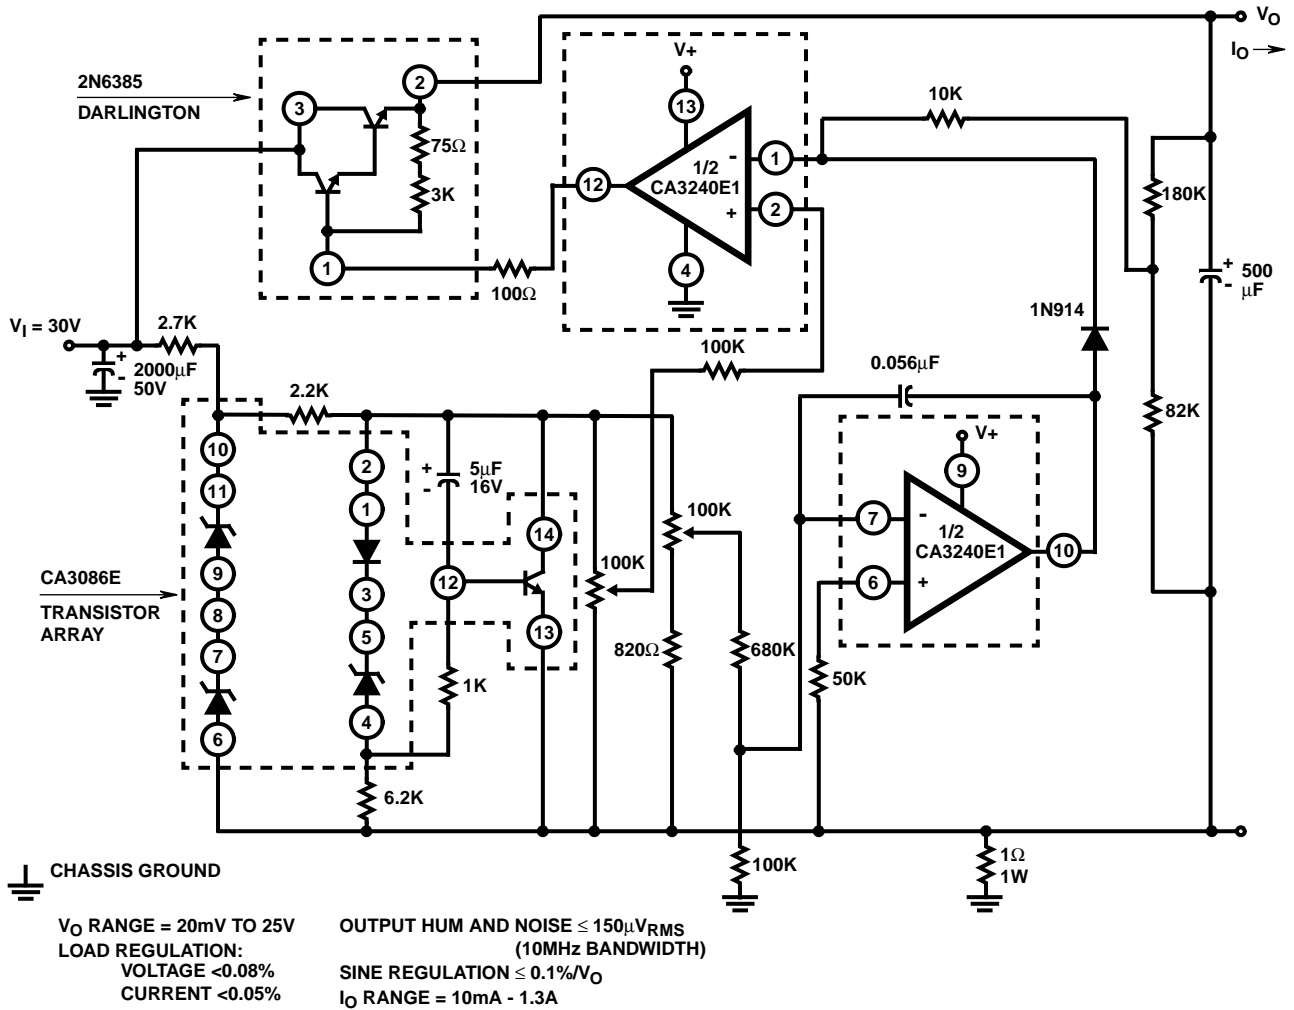 V_O
I_O
2N6385
DARLINGTON
3
2
75Ω
3K
1
100Ω
12
V+
13
1/2
CA3240E1
-
+
1
2
4
10K
180K
+
-
500
μF
82K
1N914
V_I = 30V
2.7K
+
-
2000μF
50V
2.2K
100K
0.056μF
CA3086E
TRANSISTOR
ARRAY
10
11
9
8
7
6
2
1
3
5
4
+
-
5μF
16V
12
14
13
1K
6.2K
100K
100K
820Ω
680K
100K
V+
9
7
6
-
+
1/2
CA3240E1
10
50K
1Ω
1W
CHASSIS GROUND
V_O RANGE = 20mV TO 25V
LOAD REGULATION:
VOLTAGE <0.08%
CURRENT <0.05%
OUTPUT HUM AND NOISE ≤ 150μV_RMS
(10MHz BANDWIDTH)
SINE REGULATION ≤ 0.1%/V_O
I_O RANGE = 10mA - 1.3A